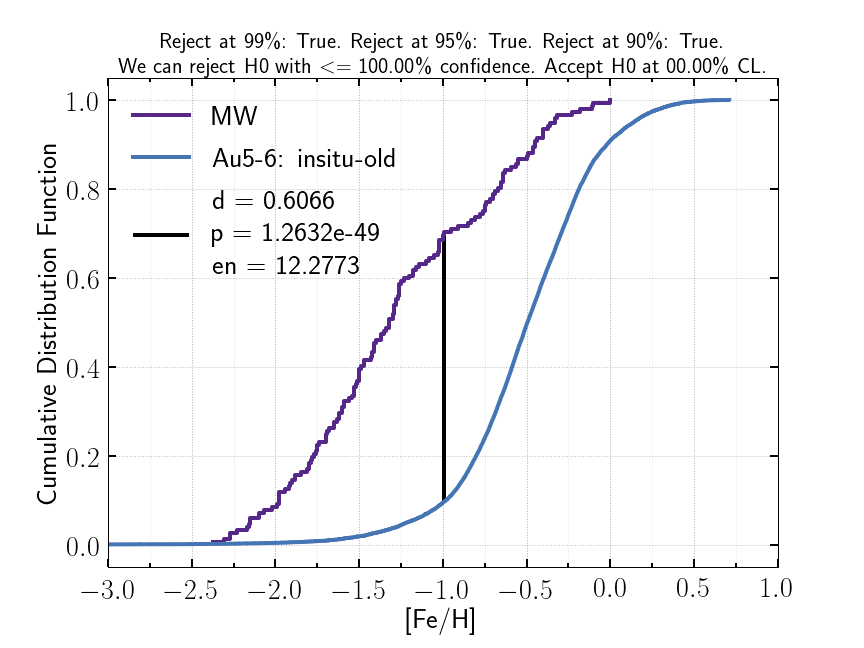 Reject at 99%: True. Reject at 95%: True. Reject at 90%: True.
We can reject H0 with <= 100.00% confidence. Accept H0 at 00.00% CL.
MW
Au5-6: insitu-old
d = 0.6066
p = 1.2632e-49
en = 12.2773
Cumulative Distribution Function
1.0
0.8
0.6
0.4
0.2
0.0
−3.0 −2.5 −2.0 −1.5 −1.0 −0.5 0.0 0.5 1.0
[Fe/H]